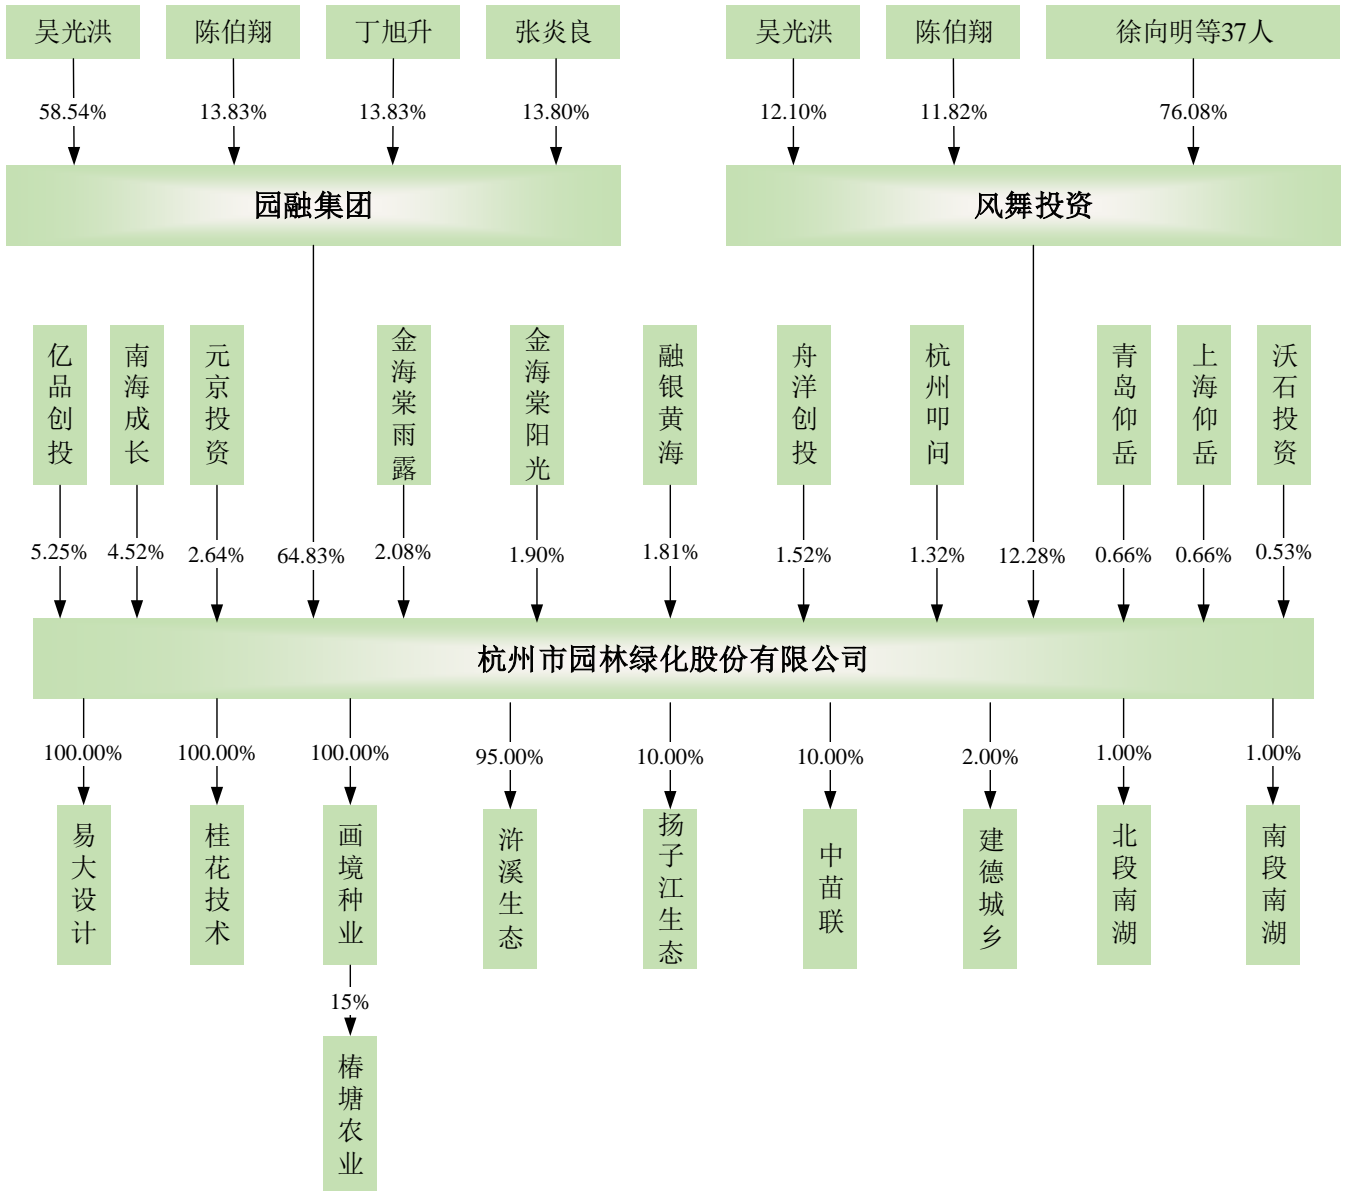 吴光洪 陈伯翔 丁旭升 张炎良 吴光洪 陈伯翔 徐向明等37人
58.54% 13.83% 13.83% 13.80% 12.10% 11.82% 76.08%
园融集团 风舞投资
亿品创投 南海成长 元京投资 金海棠雨露 金海棠阳光 融银黄海 舟洋创投 杭州叩问 青岛仰岳 上海仰岳 沃石投资
5.25% 4.52% 2.64% 64.83% 2.08% 1.90% 1.81% 1.52% 1.32% 12.28% 0.66% 0.66% 0.53%
杭州市园林绿化股份有限公司
100.00% 100.00% 100.00% 95.00% 10.00% 10.00% 2.00% 1.00% 1.00%
易大设计 桂花技术 画境种业 浒溪生态 扬子江生态 中苗联 建德城乡 北段南湖 南段南湖
15%
椿塘农业